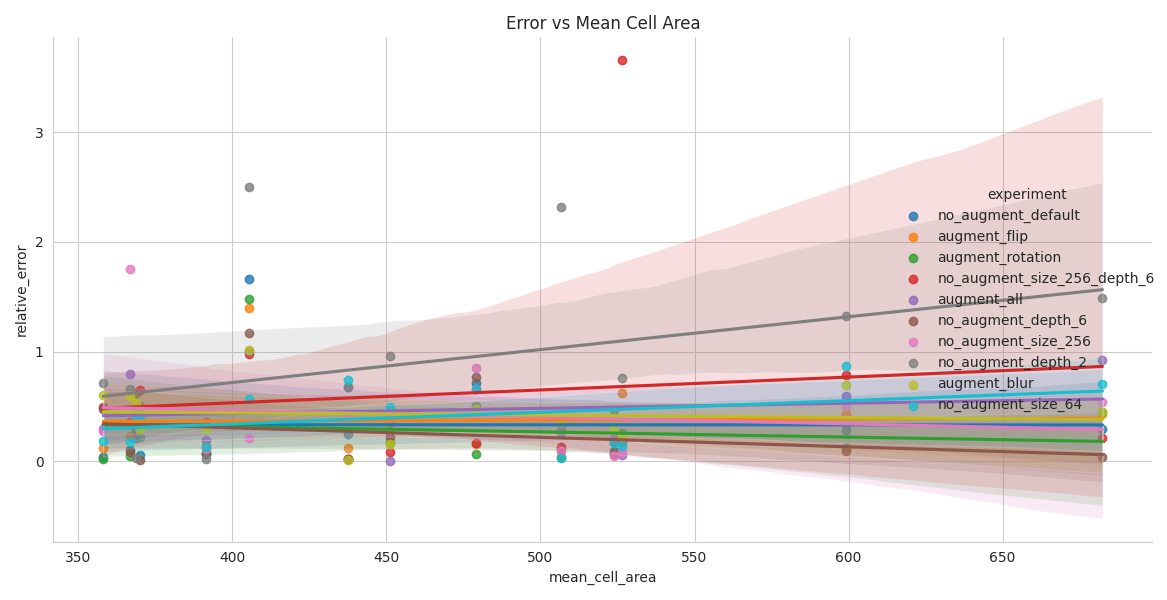 Error vs Mean Cell Area
relative_error
3
2
1
0
experiment
no_augment_default
augment_flip
augment_rotation
no_augment_size_256_depth_6
augment_all
no_augment_depth_6
no_augment_size_256
no_augment_depth_2
augment_blur
no_augment_size_64
350 400 450 500 550 600 650
mean_cell_area